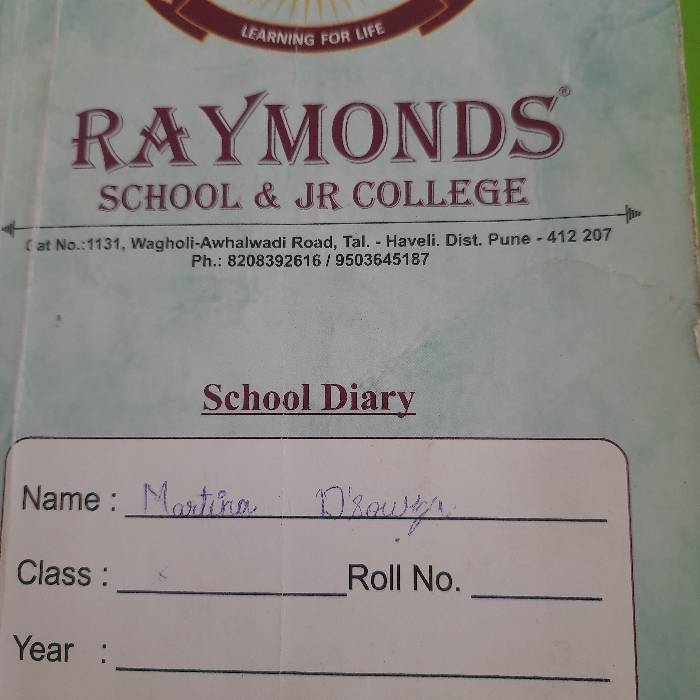 LEARNING FOR LIFE
RAYMONDS®
SCHOOL & JR COLLEGE
Gat No.:1131, Wagholi-Awhalwadi Road, Tal. - Haveli. Dist. Pune - 412 207
Ph.: 8208392616 / 9503645187
School Diary
Name : Martina
Class : Roll No.
Year :